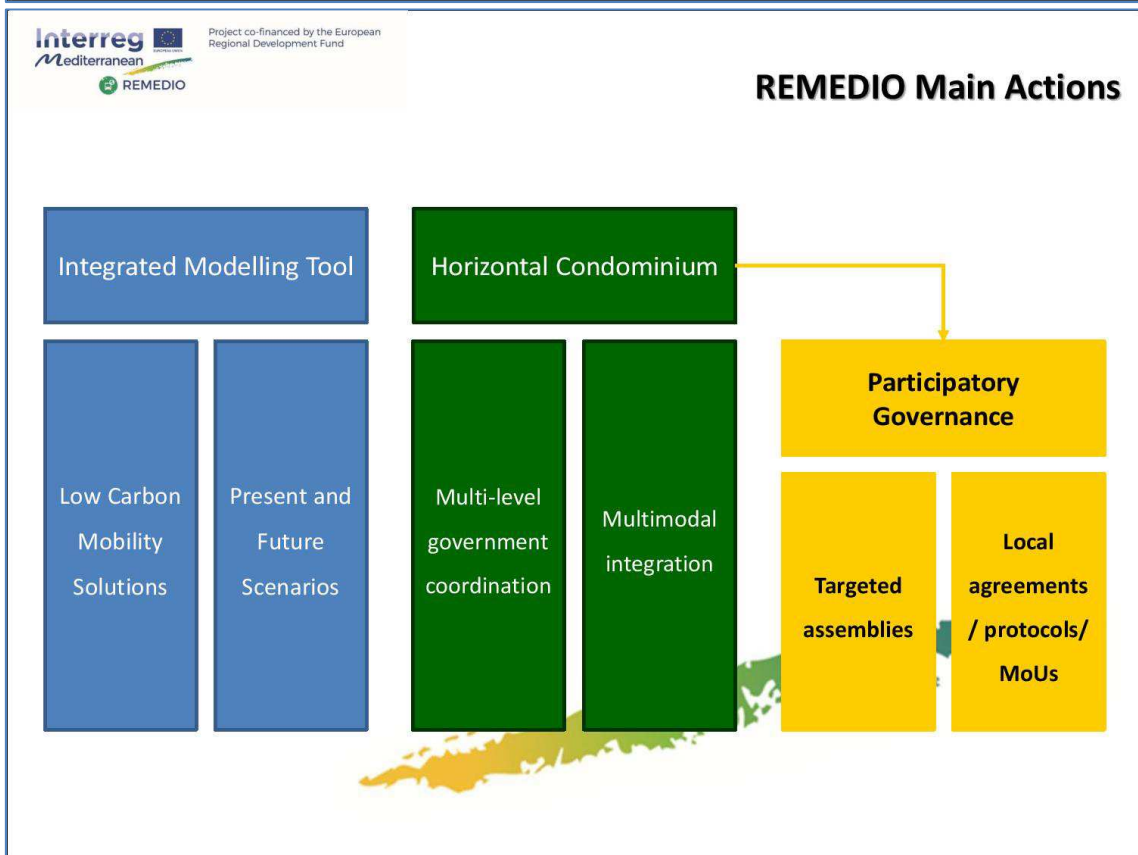 Interreg
EUROPEAN UNION
Mediterranean
REMEDIO
Project co-financed by the European
Regional Development Fund
REMEDIO Main Actions
Integrated Modelling Tool
Horizontal Condominium
Participatory
Governance
Low Carbon
Mobility
Solutions
Present and
Future
Scenarios
Multi-level
government
coordination
Multimodal
integration
Targeted
assemblies
Local
agreements
/ protocols/
MoUs